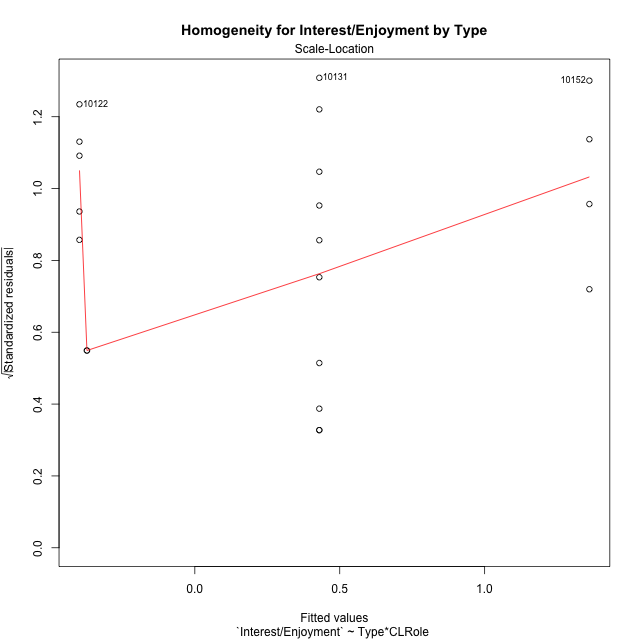 Homogeneity for Interest/Enjoyment by Type
Scale-Location
10131
10152
10122
1.2
1.0
0.8
0.6
0.4
0.2
0.0
√|Standardized residuals|
0.0 0.5 1.0
Fitted values
`Interest/Enjoyment` ~ Type*CLRole